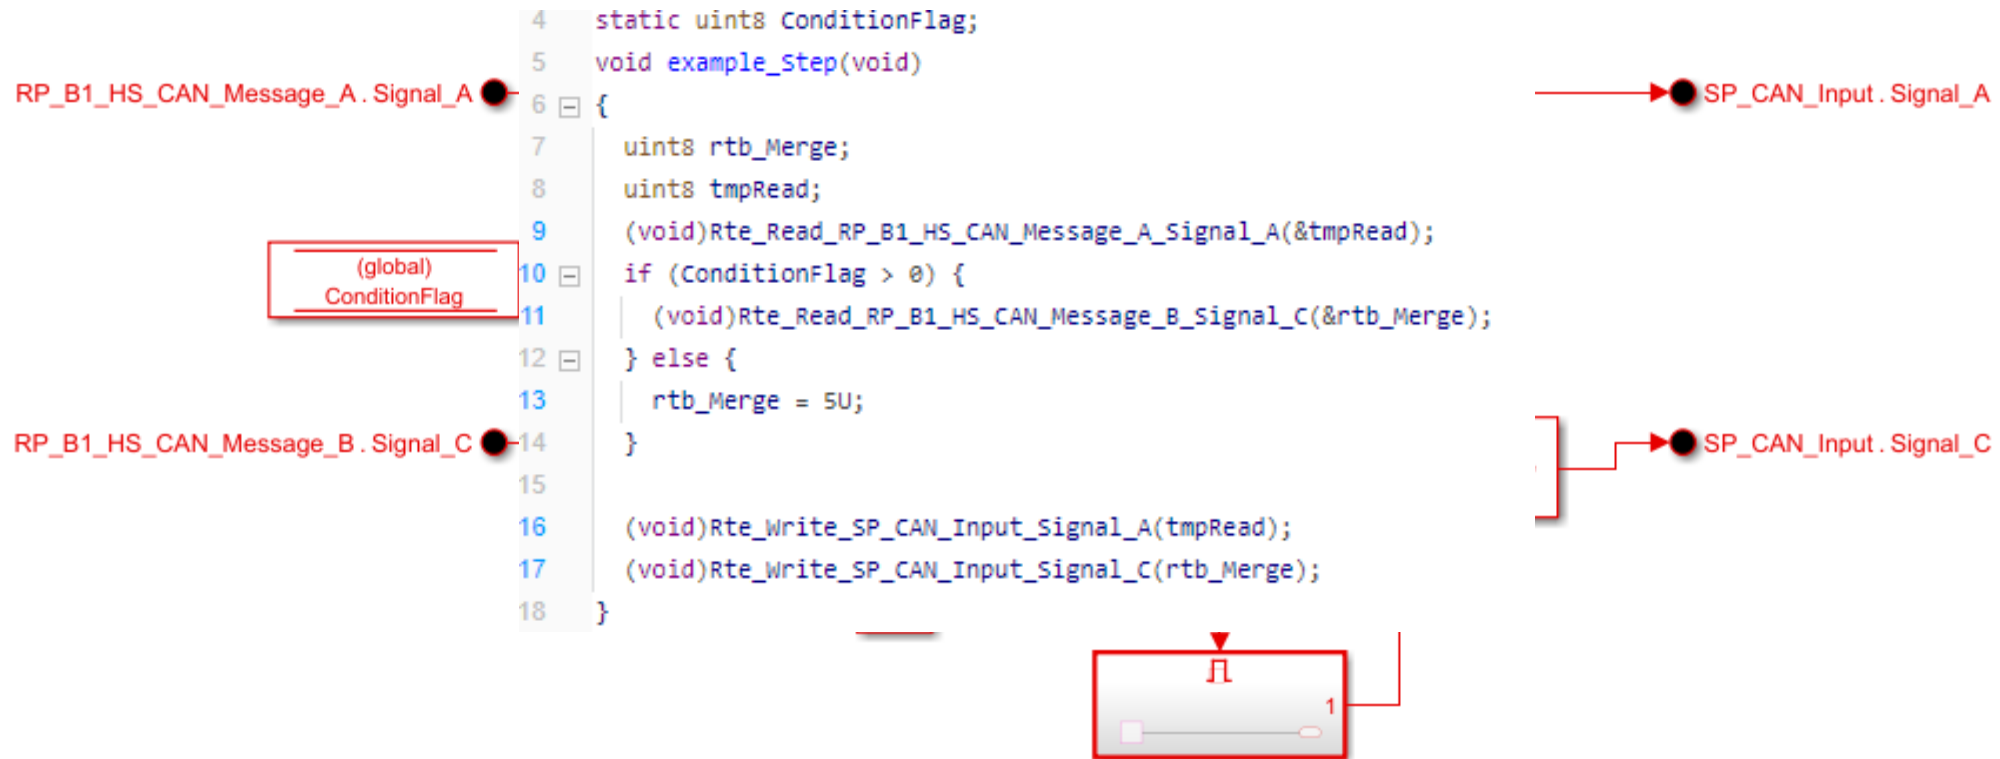 4 static uint8 ConditionFlag;
5 void example_Step(void)
RP_B1_HS_CAN_Message_A . Signal_A
SP_CAN_Input . Signal_A
6 {
7 uint8 rtb_Merge;
8 uint8 tmpRead;
9 (void)Rte_Read_RP_B1_HS_CAN_Message_A_Signal_A(&tmpRead);
(global)
ConditionFlag
10 if (ConditionFlag > 0) {
11 (void)Rte_Read_RP_B1_HS_CAN_Message_B_Signal_C(&rtb_Merge);
12 } else {
13 rtb_Merge = 5U;
RP_B1_HS_CAN_Message_B . Signal_C
SP_CAN_Input . Signal_C
14 }
15
16 (void)Rte_Write_SP_CAN_Input_Signal_A(tmpRead);
17 (void)Rte_Write_SP_CAN_Input_Signal_C(rtb_Merge);
18 }
1